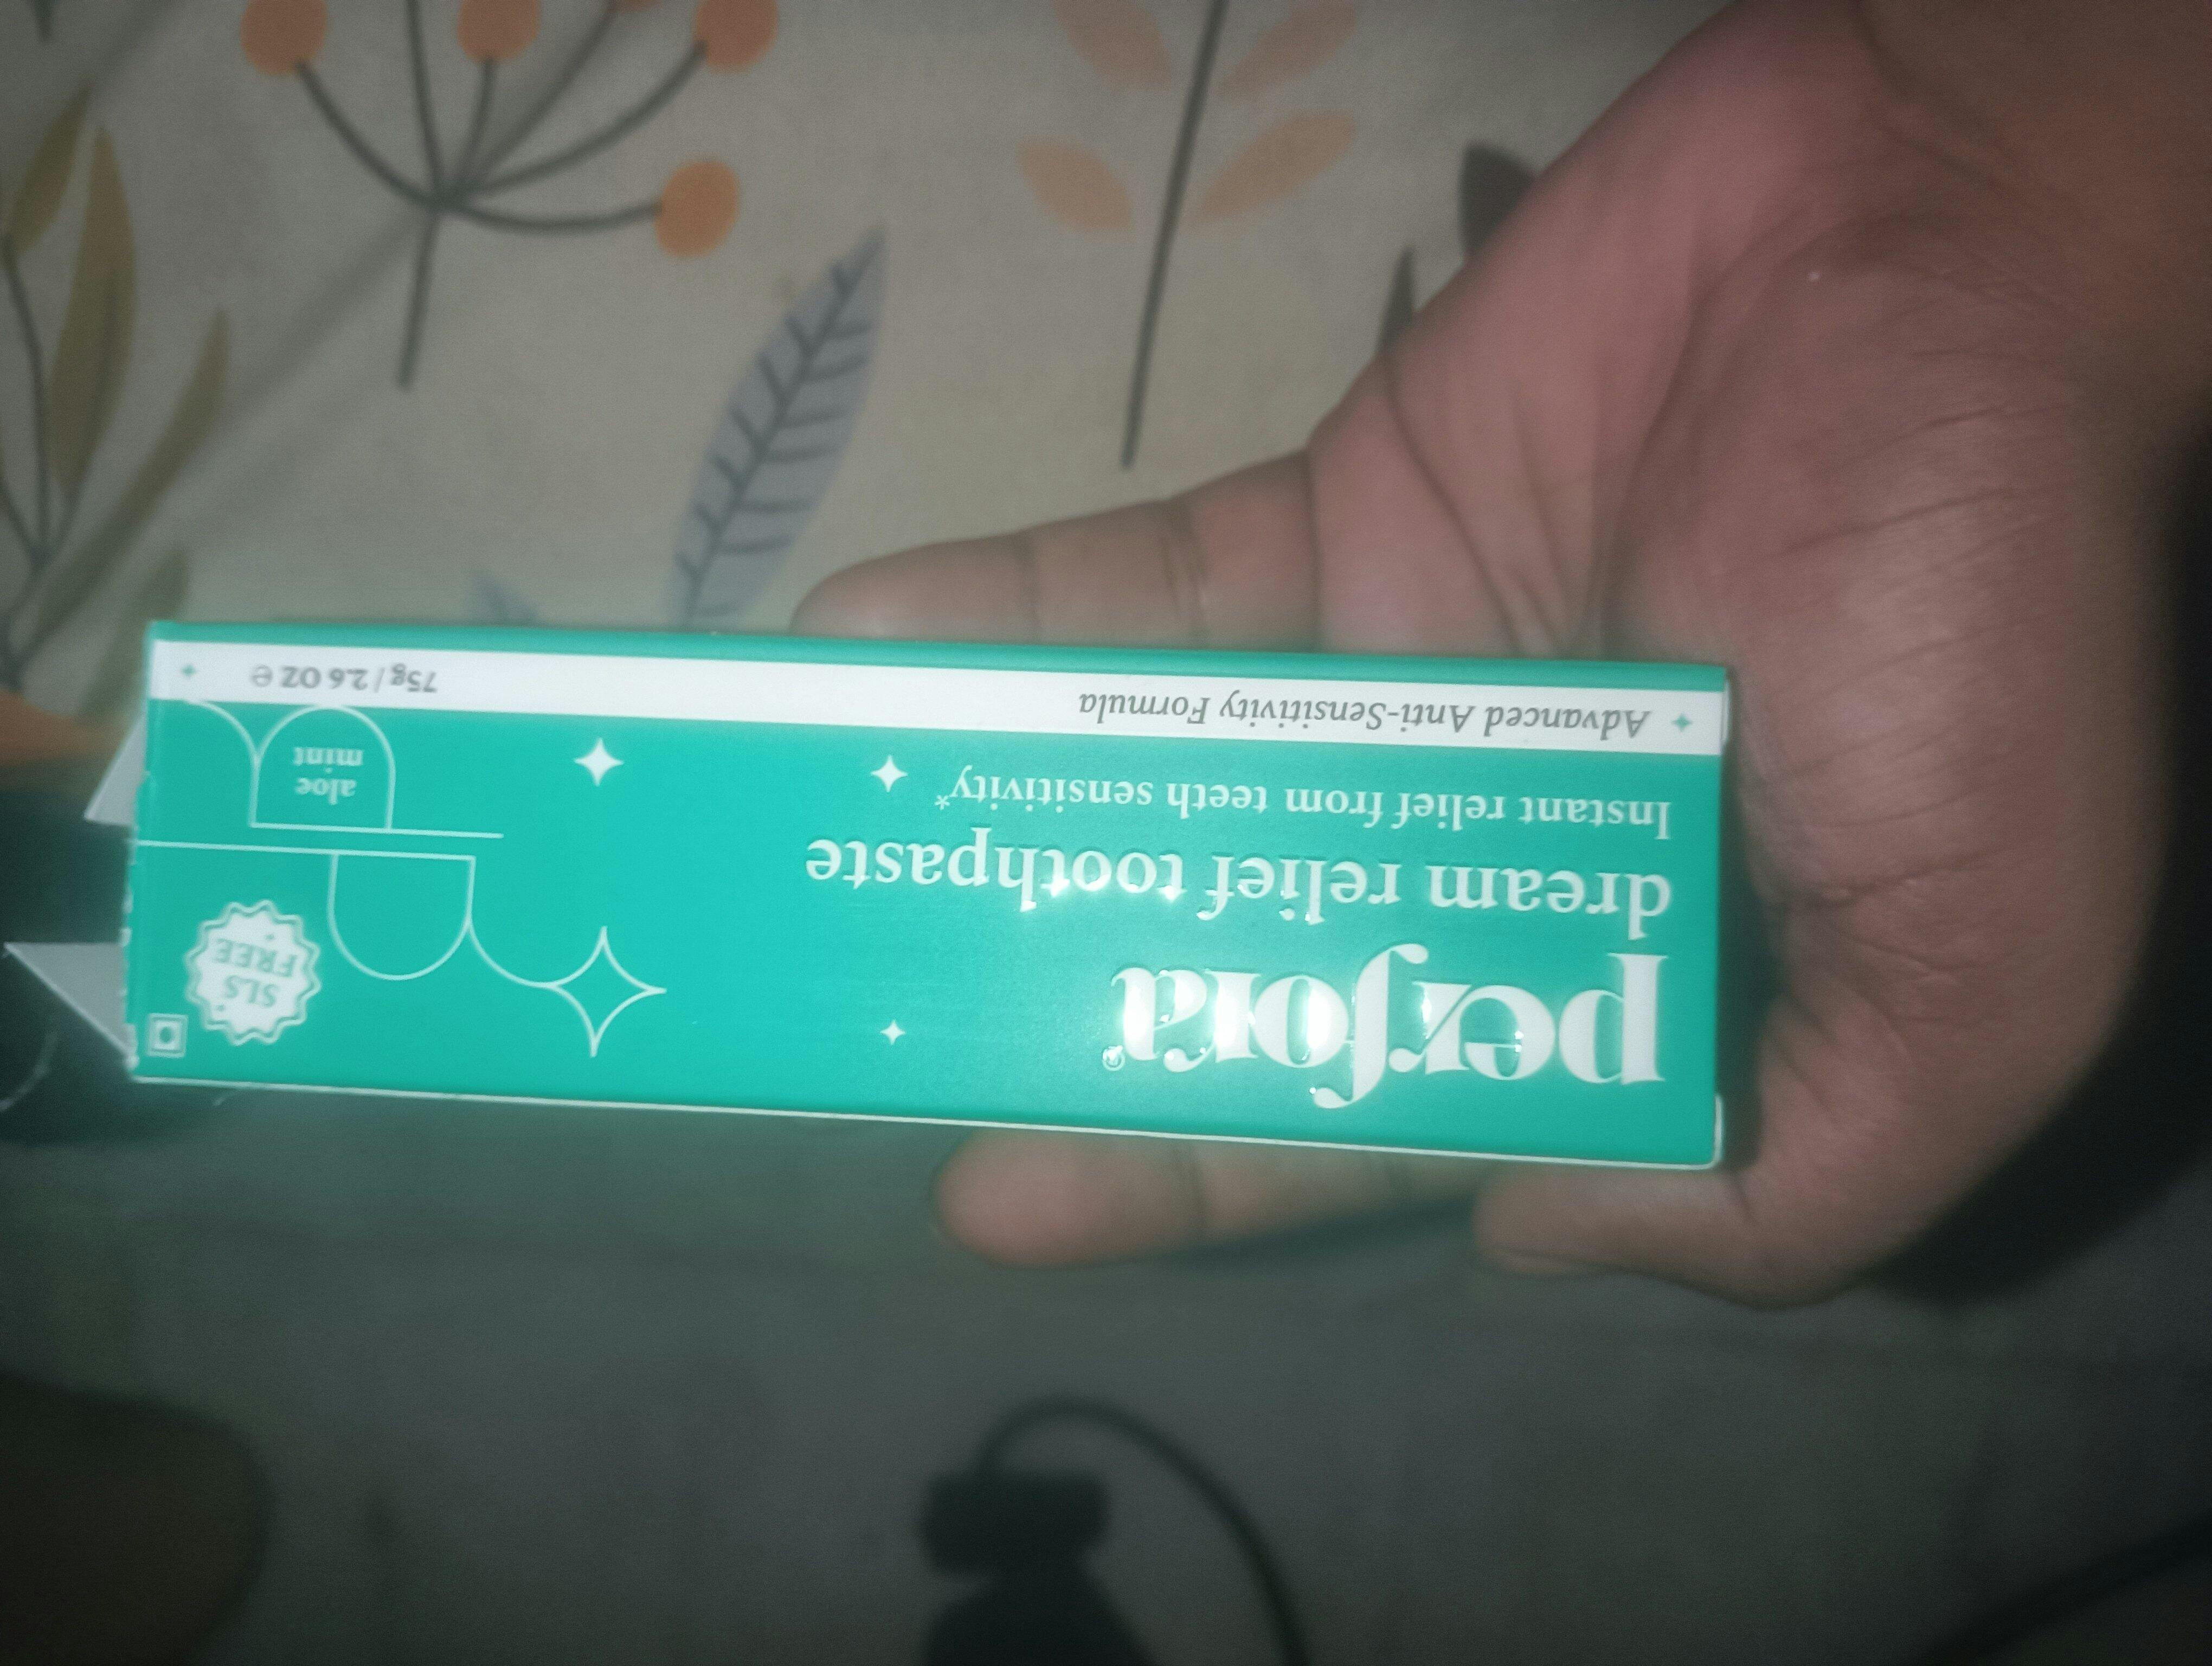 perfora®
dream relief toothpaste
Instant relief from teeth sensitivity*
Advanced Anti-Sensitivity Formula
75g / 2.6 OZ ℮
SLS
FREE
aloe
mint